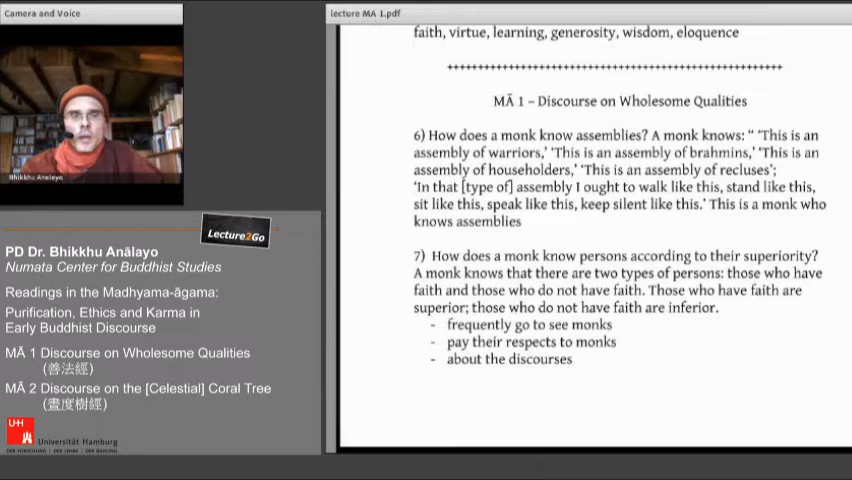 Camera and Voice
Bhikkhu Analayo
Lecture2Go
PD Dr. Bhikkhu Anālayo
Numata Center for Buddhist Studies
Readings in the Madhyama-āgama:
Purification, Ethics and Karma in
Early Buddhist Discourse
MĀ 1 Discourse on Wholesome Qualities
(善法經)
MĀ 2 Discourse on the [Celestial] Coral Tree
(晝度樹經)
UH
Universität Hamburg
DER FORSCHUNG | DER LEHRE | DER BILDUNG
lecture MA 1.pdf
faith, virtue, learning, generosity, wisdom, eloquence
++++++++++++++++++++++++++++++++++++++++++++++++++++++
MĀ 1 – Discourse on Wholesome Qualities
6) How does a monk know assemblies? A monk knows: “ ‘This is an
assembly of warriors,’ ‘This is an assembly of brahmins,’ ‘This is an
assembly of householders,’ ‘This is an assembly of recluses’;
‘In that [type of] assembly I ought to walk like this, stand like this,
sit like this, speak like this, keep silent like this.’ This is a monk who
knows assemblies
7) How does a monk know persons according to their superiority?
A monk knows that there are two types of persons: those who have
faith and those who do not have faith. Those who have faith are
superior; those who do not have faith are inferior.
- frequently go to see monks
- pay their respects to monks
- about the discourses